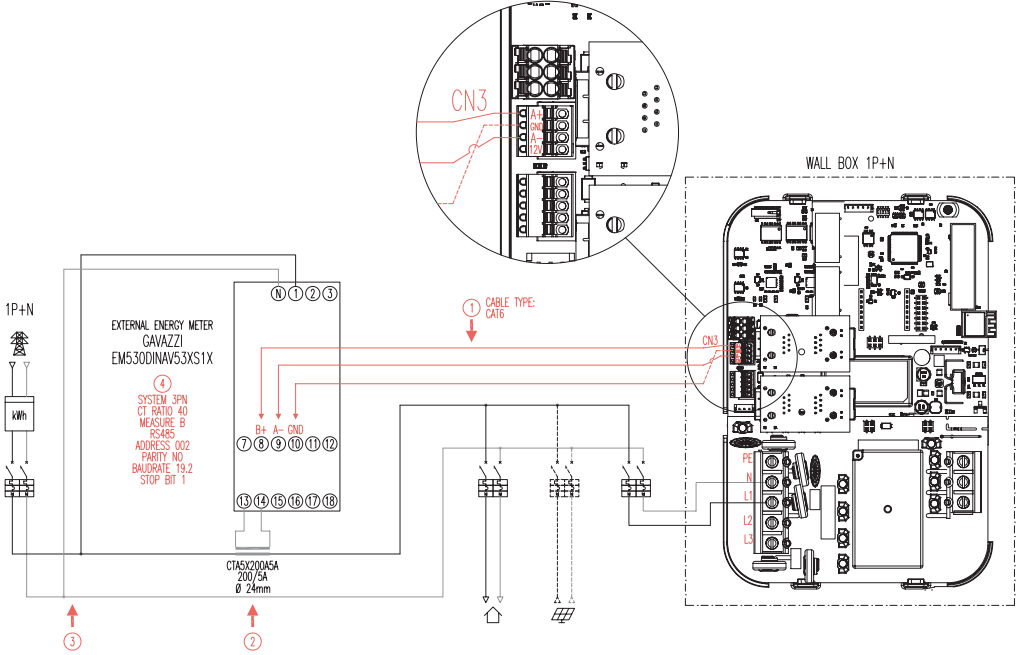 CN3
A+
GND
A-
12V
WALL BOX 1P+N
1P+N
kWh
N 1 2 3
EXTERNAL ENERGY METER
GAVAZZI
EM530DINAV53XS1X
4
SYSTEM 3PN
CT RATIO 40
MEASURE B
RS485
ADDRESS 002
PARITY NO
BAUDRATE 19.2
STOP BIT 1
B+ A- GND
7 8 9 10 11 12
13 14 15 16 17 18
1 CABLE TYPE:
CAT6
CN3
PE
N
L1
L2
L3
CTA5X200A5A
200/5A
Ø 24mm
3
2